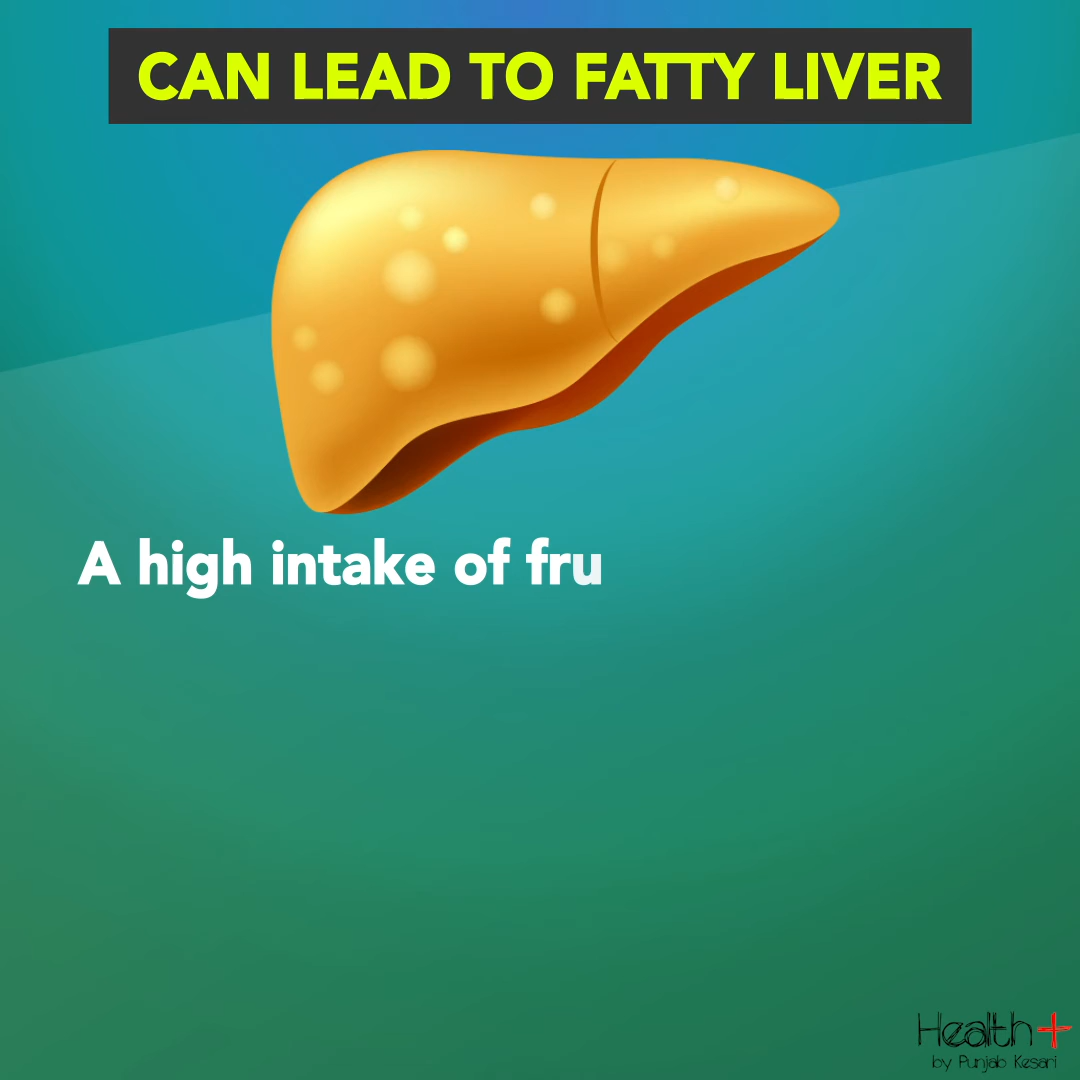 CAN LEAD TO FATTY LIVER
A high intake of fru
Health+
by Punjab Kesari